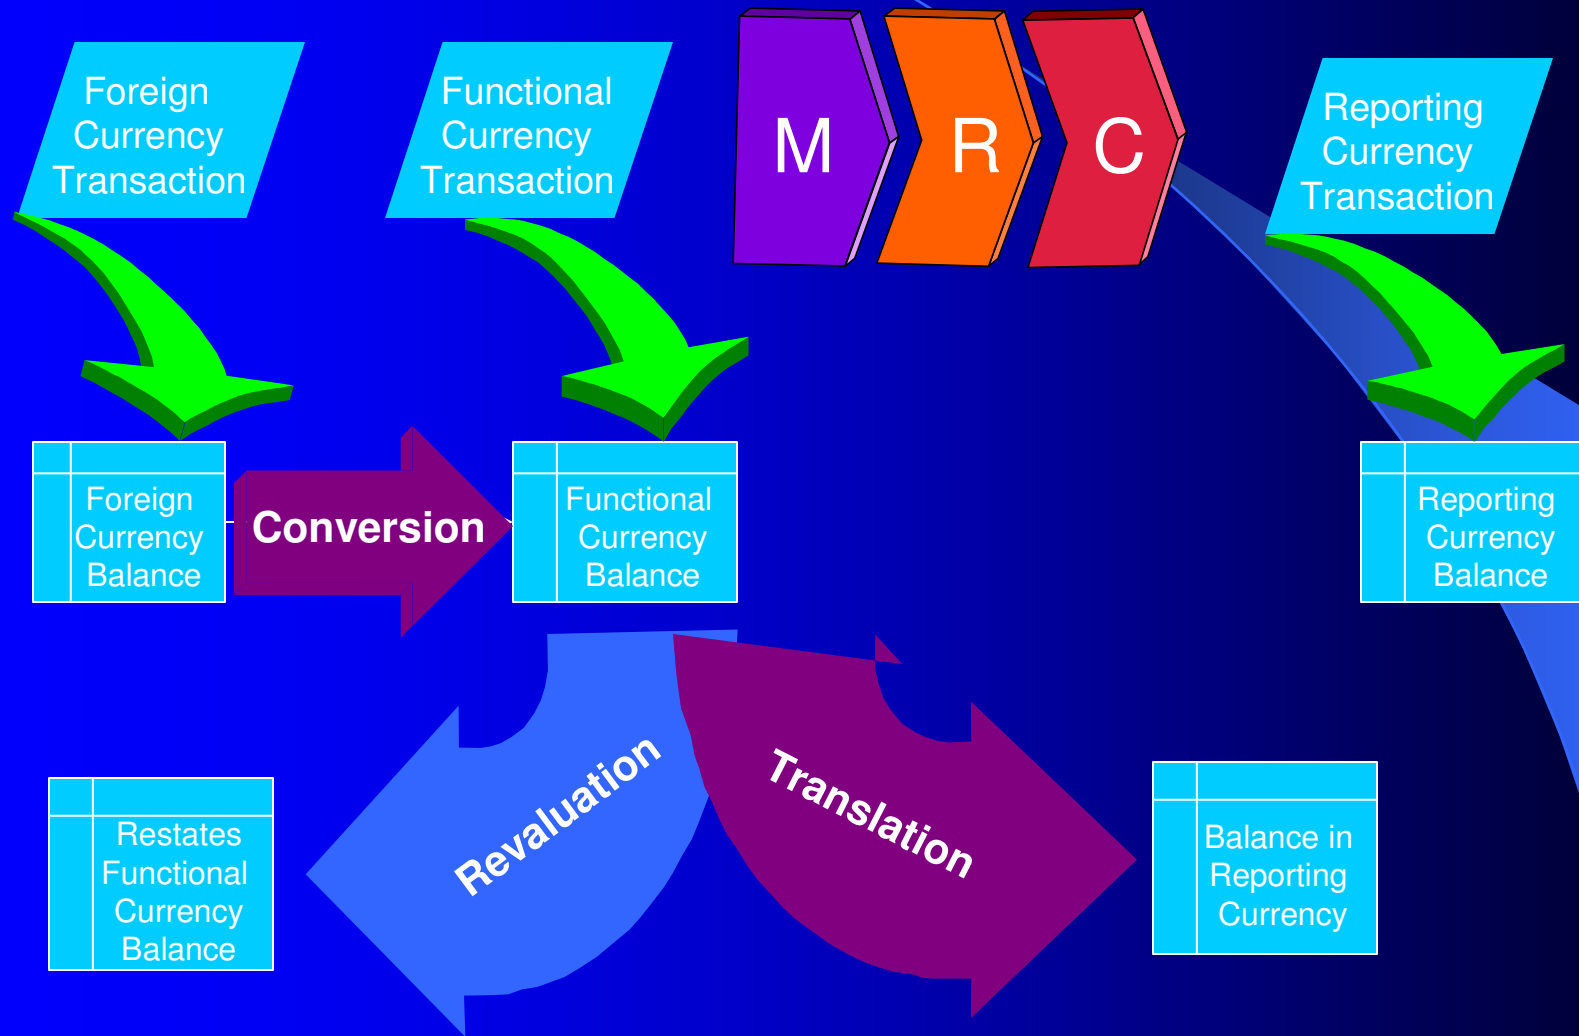 Foreign
Currency
Transaction
Functional
Currency
Transaction
M R C
Reporting
Currency
Transaction
Foreign
Currency
Balance
Conversion
Functional
Currency
Balance
Reporting
Currency
Balance
Revaluation
Translation
Restates
Functional
Currency
Balance
Balance in
Reporting
Currency